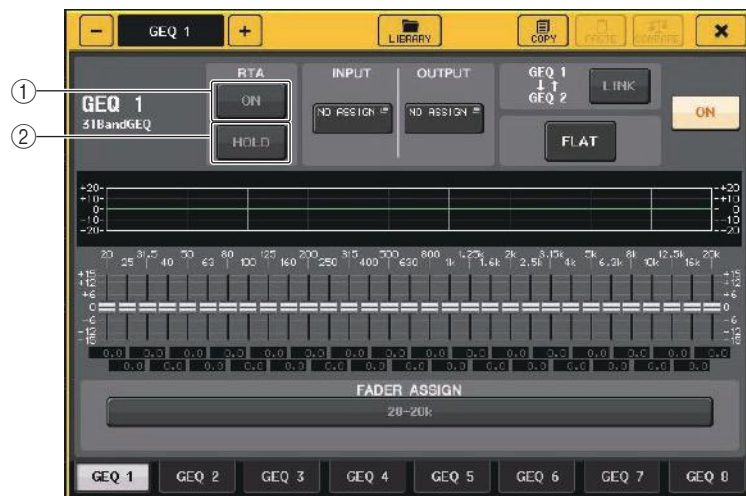 GEQ 1
LIBRARY
COPY
PASTE
COMPARE
①
②
GEQ 1
31BandGEQ
RTA
ON
HOLD
INPUT
NO ASSIGN
OUTPUT
NO ASSIGN
GEQ 1
↓↑
GEQ 2
LINK
FLAT
ON
+20 +20
+10 +10
0 0
-10 -10
-20 -20
20 31.5 50 80 125 200 315 500 800 1.25k 2k 3.15k 5k 8k 12.5k 20k
25 40 63 100 160 250 400 630 1k 1.6k 2.5k 4k 6.3k 10k 16k
+15 +15
+12 +12
+6 +6
0 0
-6 -6
-12 -12
-15 -15
0.0 0.0 0.0 0.0 0.0 0.0 0.0 0.0 0.0 0.0 0.0 0.0 0.0 0.0 0.0 0.0
0.0 0.0 0.0 0.0 0.0 0.0 0.0 0.0 0.0 0.0 0.0 0.0 0.0 0.0 0.0
FADER ASSIGN
20-20k
GEQ 1 GEQ 2 GEQ 3 GEQ 4 GEQ 5 GEQ 6 GEQ 7 GEQ 8